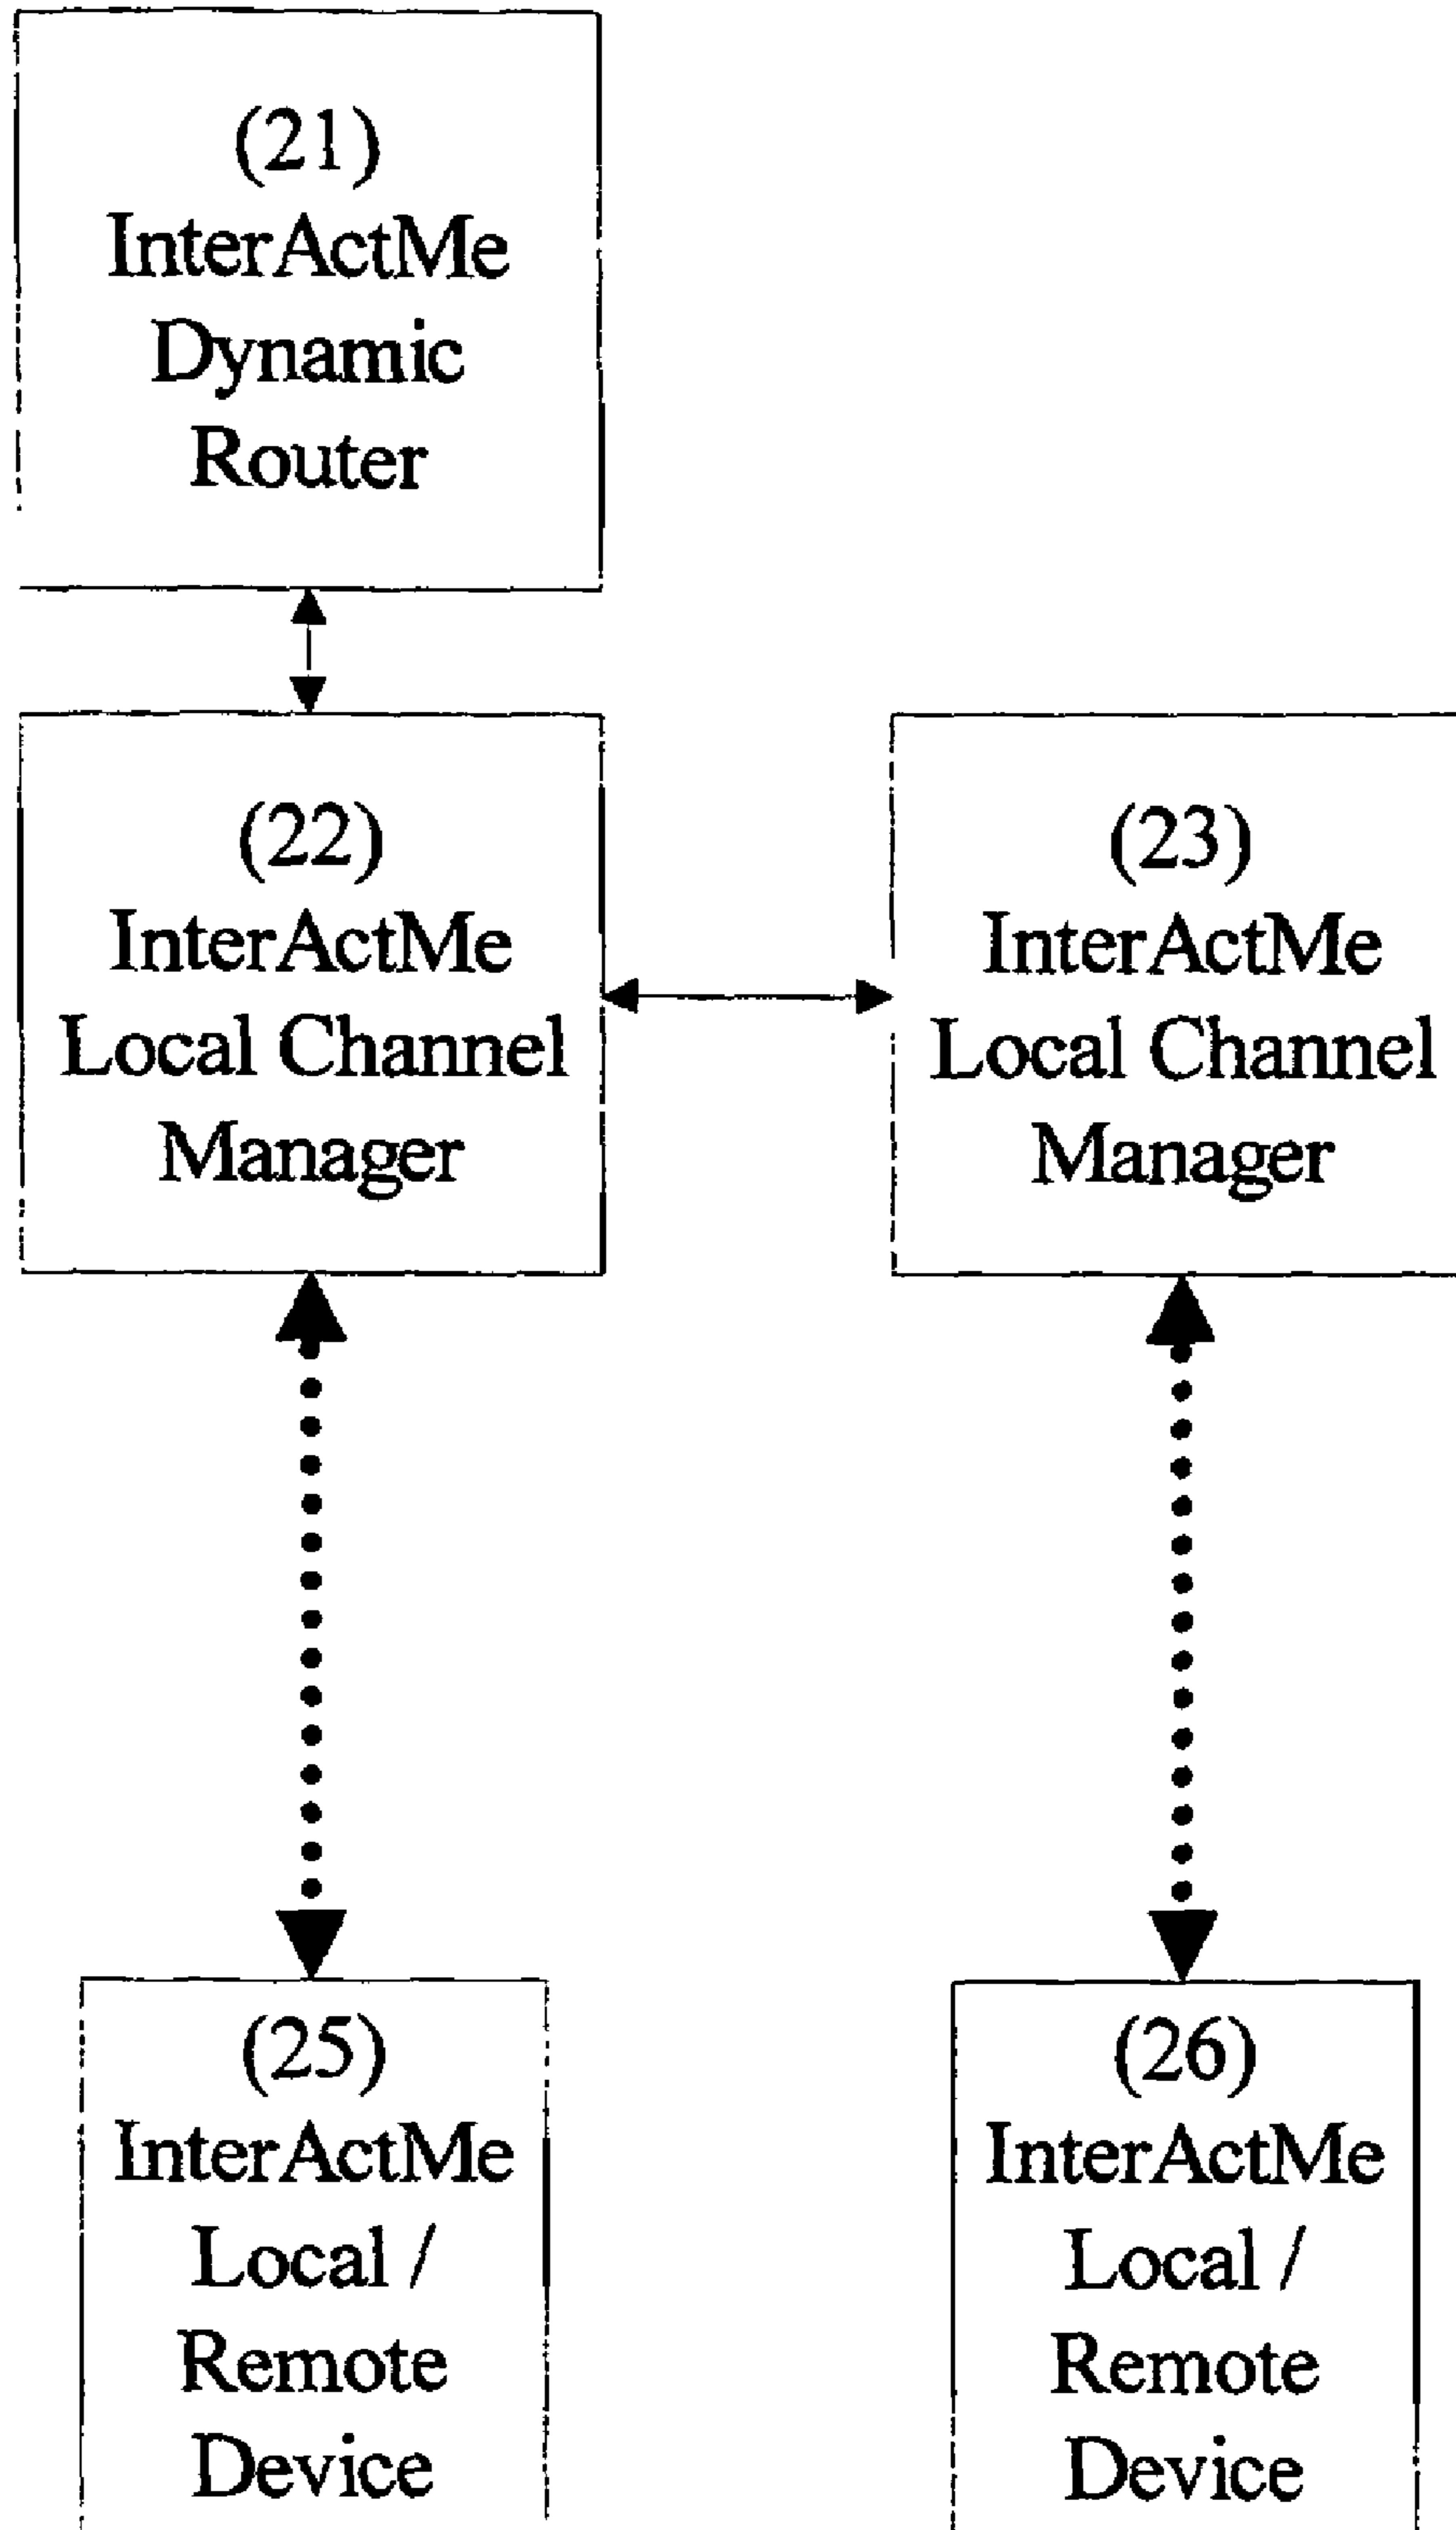 (21)
InterActMe
Dynamic
Router
(22)
InterActMe
Local Channel
Manager
(23)
InterActMe
Local Channel
Manager
(25)
InterActMe
Local /
Remote
Device
(26)
InterActMe
Local /
Remote
Device